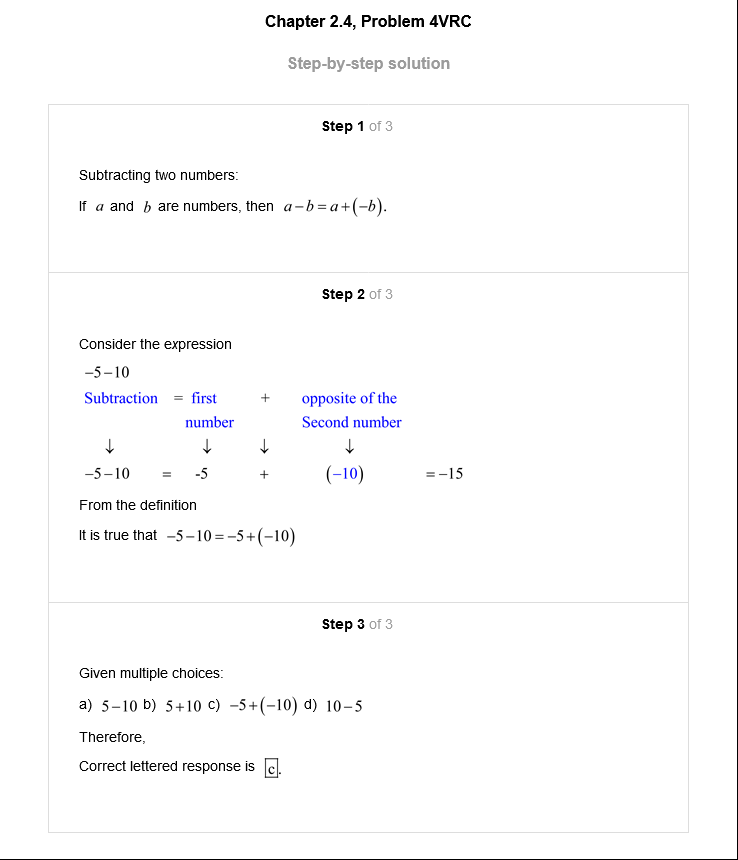 Chapter 2.4, Problem 4VRC
Step-by-step solution
Step 1 of 3
Subtracting two numbers:
If a and b are numbers, then a−b=a+(−b).
Step 2 of 3
Consider the expression
−5−10
Subtraction = first + opposite of the
number Second number
↓ ↓ ↓ ↓
−5−10 = -5 + (−10) =−15
From the definition
It is true that −5−10=−5+(−10)
Step 3 of 3
Given multiple choices:
a) 5−10 b) 5+10 c) −5+(−10) d) 10−5
Therefore,
Correct lettered response is c.